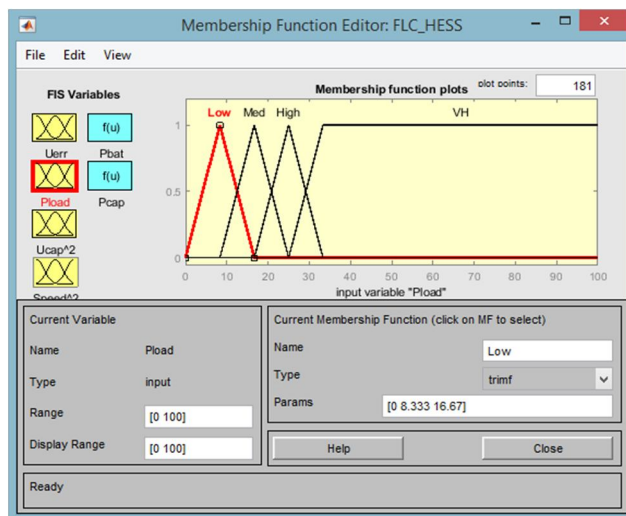 Membership Function Editor: FLC_HESS
File Edit View
FIS Variables
Uerr
Pbat
f(u)
Pload
Pcap
f(u)
Ucap^2
Speed^2
Membership function plots
plot points:
181
Low Med High VH
1
0.5
0
0 10 20 30 40 50 60 70 80 90 100
input variable "Pload"
Current Variable
Name Pload
Type input
Range [0 100]
Display Range [0 100]
Current Membership Function (click on MF to select)
Name Low
Type trimf
Params [0 8.333 16.67]
Help Close
Ready